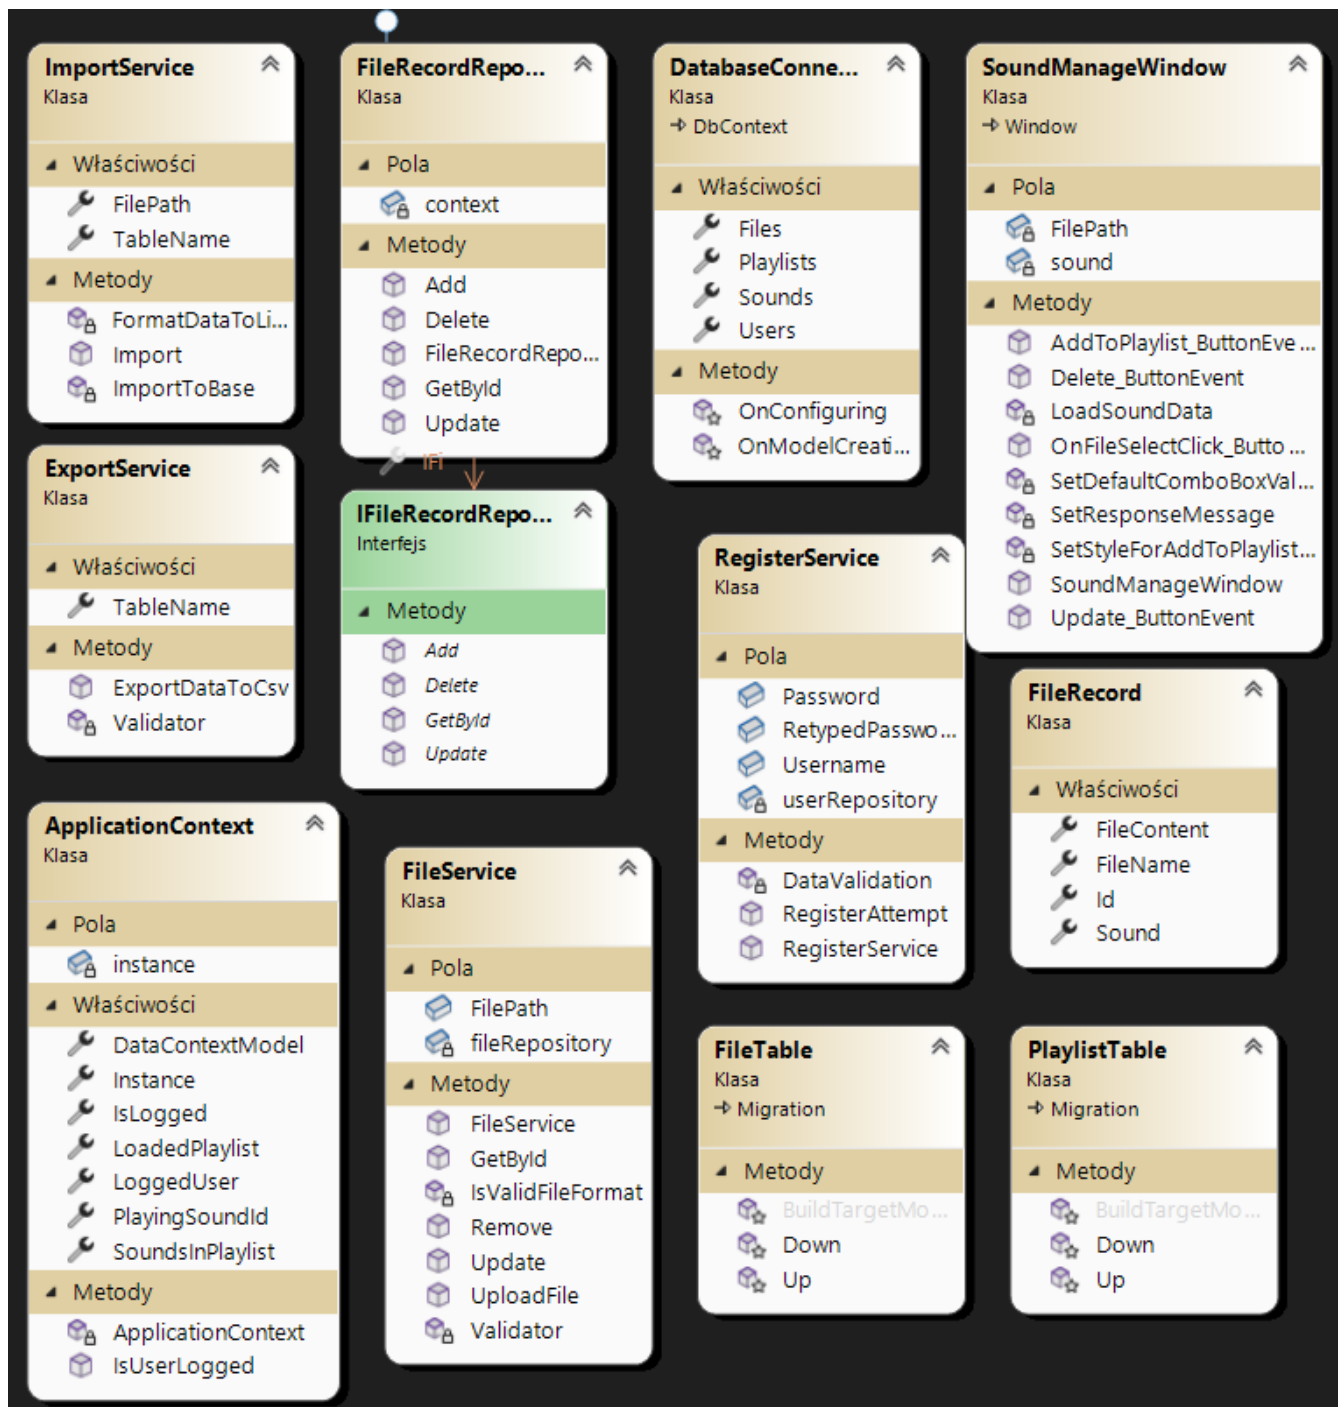 ImportService
Klasa
Właściwości
FilePath
TableName
Metody
FormatDataToLi...
Import
ImportToBase
FileRecordRepo...
Klasa
Pola
context
Metody
Add
Delete
FileRecordRepo...
GetById
Update
IFi
DatabaseConne...
Klasa
DbContext
Właściwości
Files
Playlists
Sounds
Users
Metody
OnConfiguring
OnModelCreati...
SoundManageWindow
Klasa
Window
Pola
FilePath
sound
Metody
AddToPlaylist_ButtonEve...
Delete_ButtonEvent
LoadSoundData
OnFileSelectClick_Butto...
SetDefaultComboBoxVal...
SetResponseMessage
SetStyleForAddToPlaylist...
SoundManageWindow
Update_ButtonEvent
ExportService
Klasa
Właściwości
TableName
Metody
ExportDataToCsv
Validator
IFileRecordRepo...
Interfejs
Metody
Add
Delete
GetById
Update
RegisterService
Klasa
Pola
Password
RetypedPasswo...
Username
userRepository
Metody
DataValidation
RegisterAttempt
RegisterService
FileRecord
Klasa
Właściwości
FileContent
FileName
Id
Sound
ApplicationContext
Klasa
Pola
instance
Właściwości
DataContextModel
Instance
IsLogged
LoadedPlaylist
LoggedUser
PlayingSoundId
SoundsInPlaylist
Metody
ApplicationContext
IsUserLogged
FileService
Klasa
Pola
FilePath
fileRepository
Metody
FileService
GetById
IsValidFileFormat
Remove
Update
UploadFile
Validator
FileTable
Klasa
Migration
Metody
BuildTargetMo...
Down
Up
PlaylistTable
Klasa
Migration
Metody
BuildTargetMo...
Down
Up